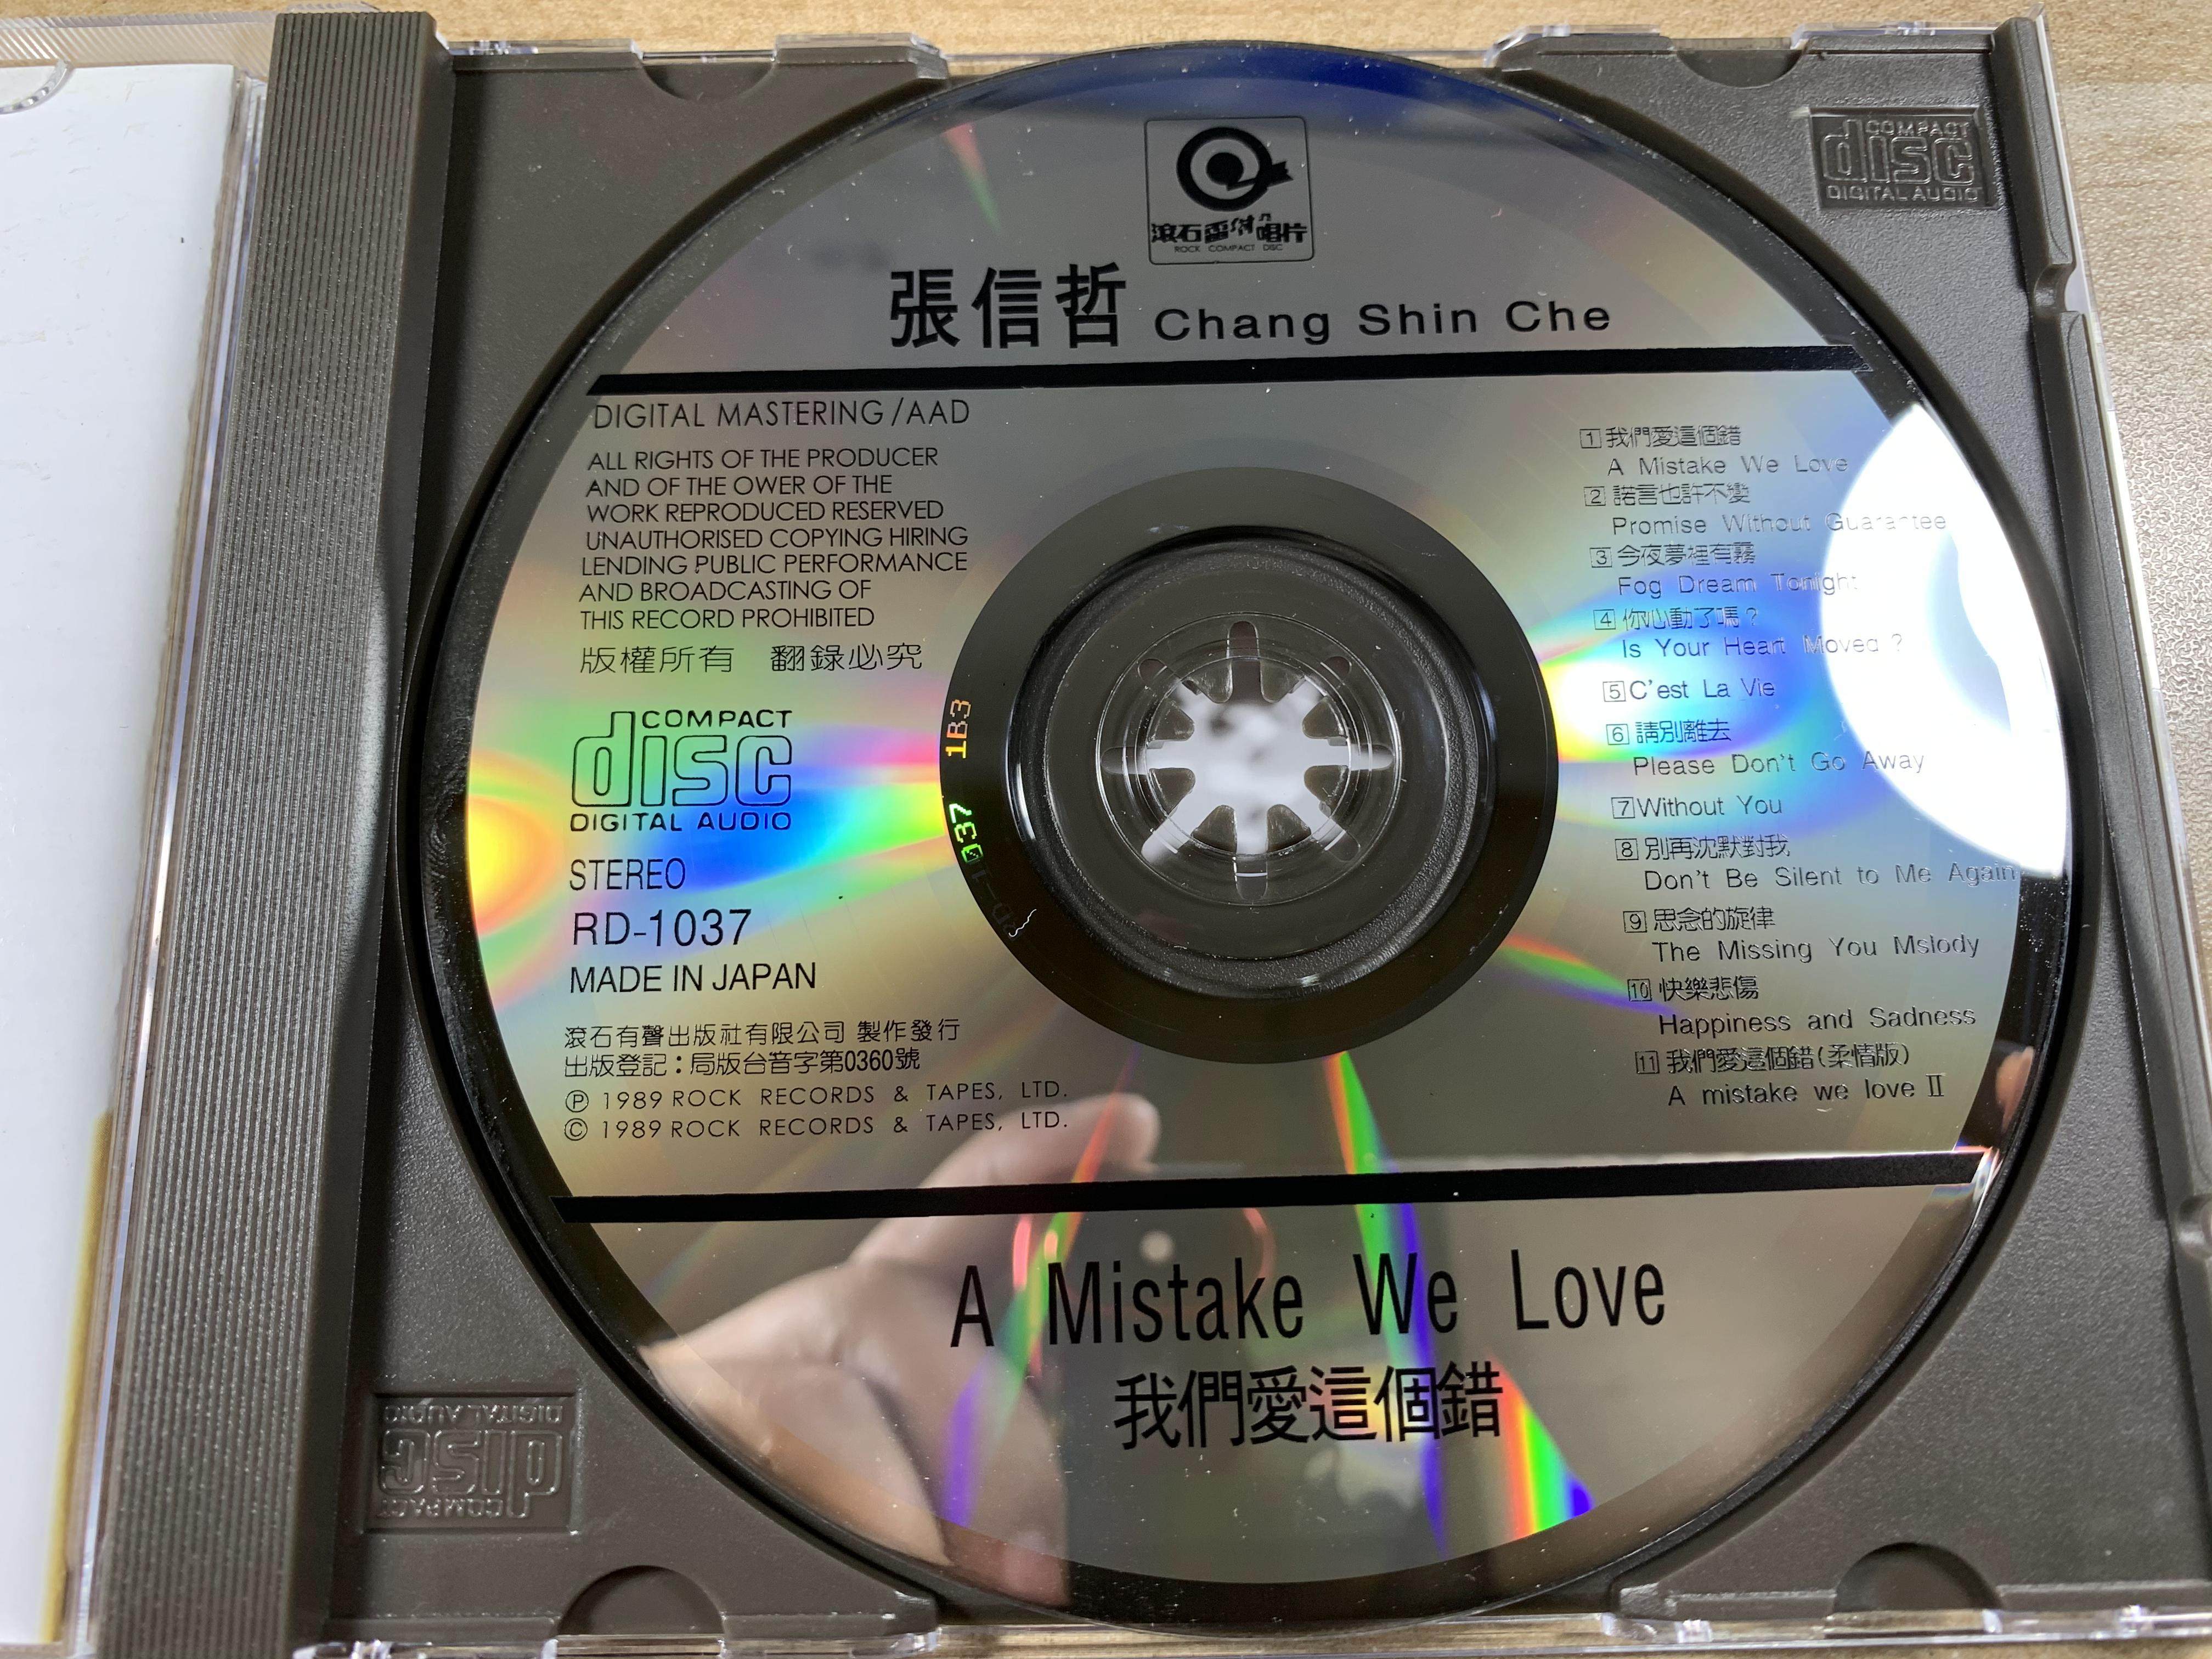 滾石雷射唱片
ROCK COMPACT DISC
張信哲 Chang Shin Che
COMPACT
disc
DIGITAL AUDIO
DIGITAL MASTERING/AAD
ALL RIGHTS OF THE PRODUCER
AND OF THE OWER OF THE
WORK REPRODUCED RESERVED
UNAUTHORISED COPYING HIRING
LENDING PUBLIC PERFORMANCE
AND BROADCASTING OF
THIS RECORD PROHIBITED
版權所有 翻錄必究
COMPACT
disc
DIGITAL AUDIO
STEREO
RD-1037
MADE IN JAPAN
滾石有聲出版社有限公司 製作發行
出版登記：局版台音字第0360號
Ⓟ 1989 ROCK RECORDS & TAPES, LTD.
© 1989 ROCK RECORDS & TAPES, LTD.
1B3
1 我們愛這個錯
A Mistake We Love
2 諾言也許不變
Promise Without Guarantee
3 今夜夢裡有霧
Fog Dream Tonight
4 你心動了嗎？
Is Your Heart Moved ?
5 C'est La Vie
6 請別離去
Please Don't Go Away
7 Without You
8 別再沈默對我
Don't Be Silent to Me Again
9 思念的旋律
The Missing You Mslody
10 快樂悲傷
Happiness and Sadness
11 我們愛這個錯(柔情版)
A mistake we love II
A Mistake We Love
我們愛這個錯
COMPACT
disc
DIGITAL AUDIO